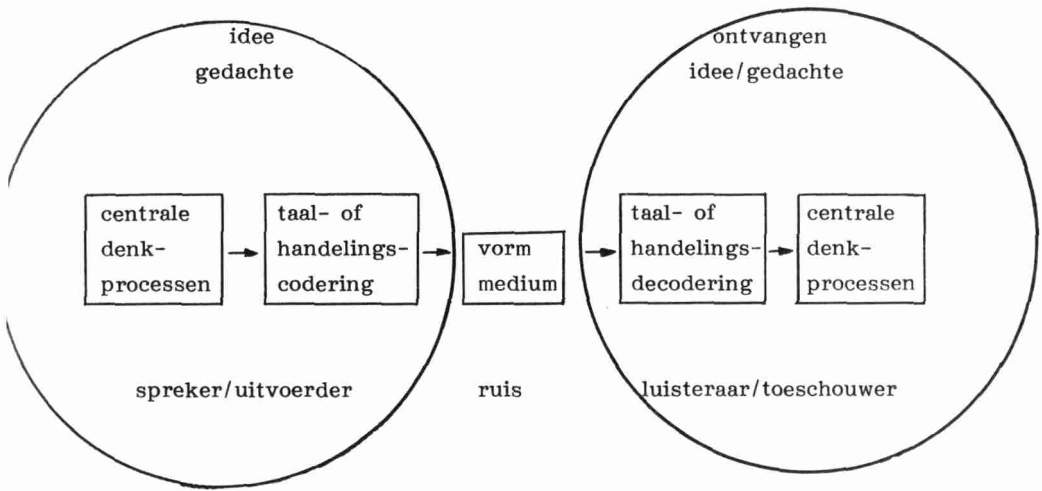 idee
gedachte
ontvangen
idee/gedachte
centrale
denk-
processen
taal- of
handelings-
codering
vorm
medium
taal- of
handelings-
decodering
centrale
denk-
processen
spreker/uitvoerder
ruis
luisteraar/toeschouwer